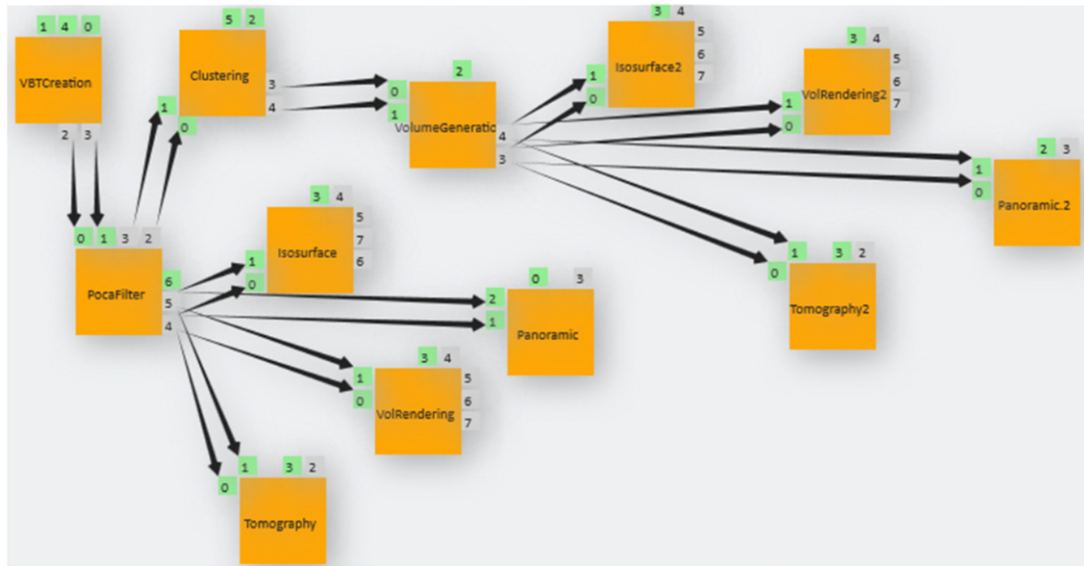 1 4 0
VBTCreation
2 3
5 2
Clustering
3
4
1
0
2
0
1
VolumeGeneratio
4
3
3 4
Isosurface2
5
6
7
1
0
3 4
VolRendering2
5
6
7
1
0
2 3
1
0
Panoramic.2
1 3 2
0
Tomography2
0 1 3 2
PocaFilter
6
5
4
3 4
Isosurface
5
7
6
1
0
0 3
2
1
Panoramic
3 4
1
0
VolRendering
5
6
7
1 3 2
0
Tomography